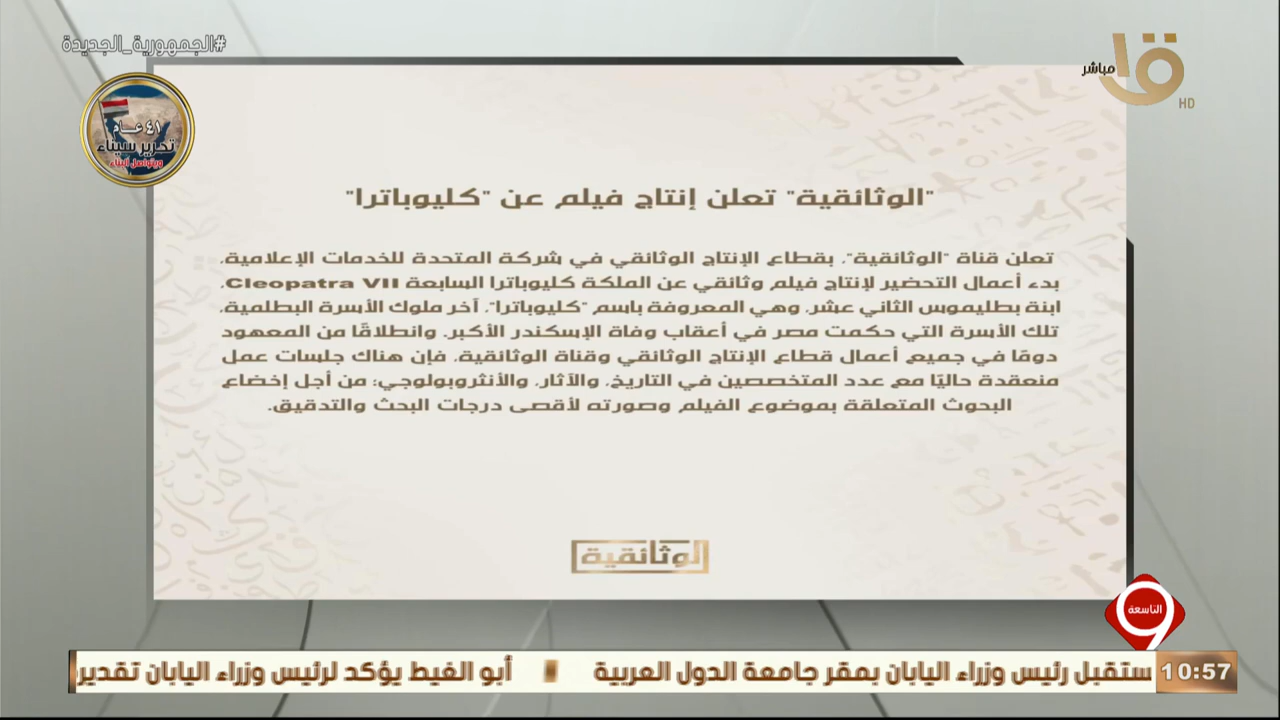 #الجمهورية_الجديدة
مباشر
HD
٤١ عـــام
تحرير سيناء
ويتواصل البناء
"الوثائقية" تعلن إنتاج فيلم عن "كليوباترا"
تعلن قناة "الوثائقية"، بقطاع الإنتاج الوثائقي في شركة المتحدة للخدمات الإعلامية،
بدء أعمال التحضير لإنتاج فيلم وثائقي عن الملكة كليوباترا السابعة Cleopatra VII،
ابنة بطليموس الثاني عشر، وهي المعروفة باسم "كليوباترا"، آخر ملوك الأسرة البطلمية،
تلك الأسرة التي حكمت مصر في أعقاب وفاة الإسكندر الأكبر. وانطلاقًا من المعهود
دومًا في جميع أعمال قطاع الإنتاج الوثائقي وقناة الوثائقية، فإن هناك جلسات عمل
منعقدة حاليًا مع عدد المتخصصين في التاريخ، والآثار، والأنثروبولوجي؛ من أجل إخضاع
البحوث المتعلقة بموضوع الفيلم وصورته لأقصى درجات البحث والتدقيق.
الوثائقية
التاسعة
9
10:57
ستقبل رئيس وزراء اليابان بمقر جامعة الدول العربية أبو الغيط يؤكد لرئيس وزراء اليابان تقدير